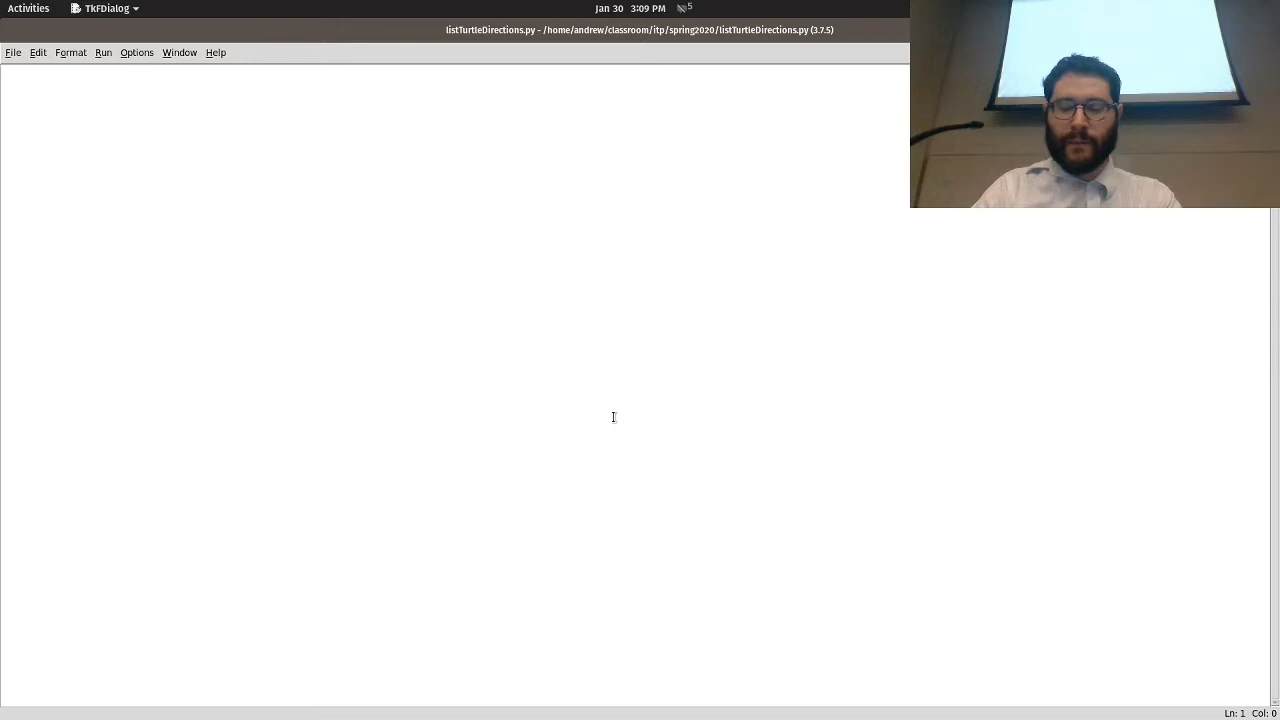 Activities TkFDialog Jan 30 3:09 PM 5
listTurtleDirections.py - /home/andrew/classroom/itp/spring2020/listTurtleDirections.py (3.7.5)
File Edit Format Run Options Window Help
Ln: 1 Col: 0